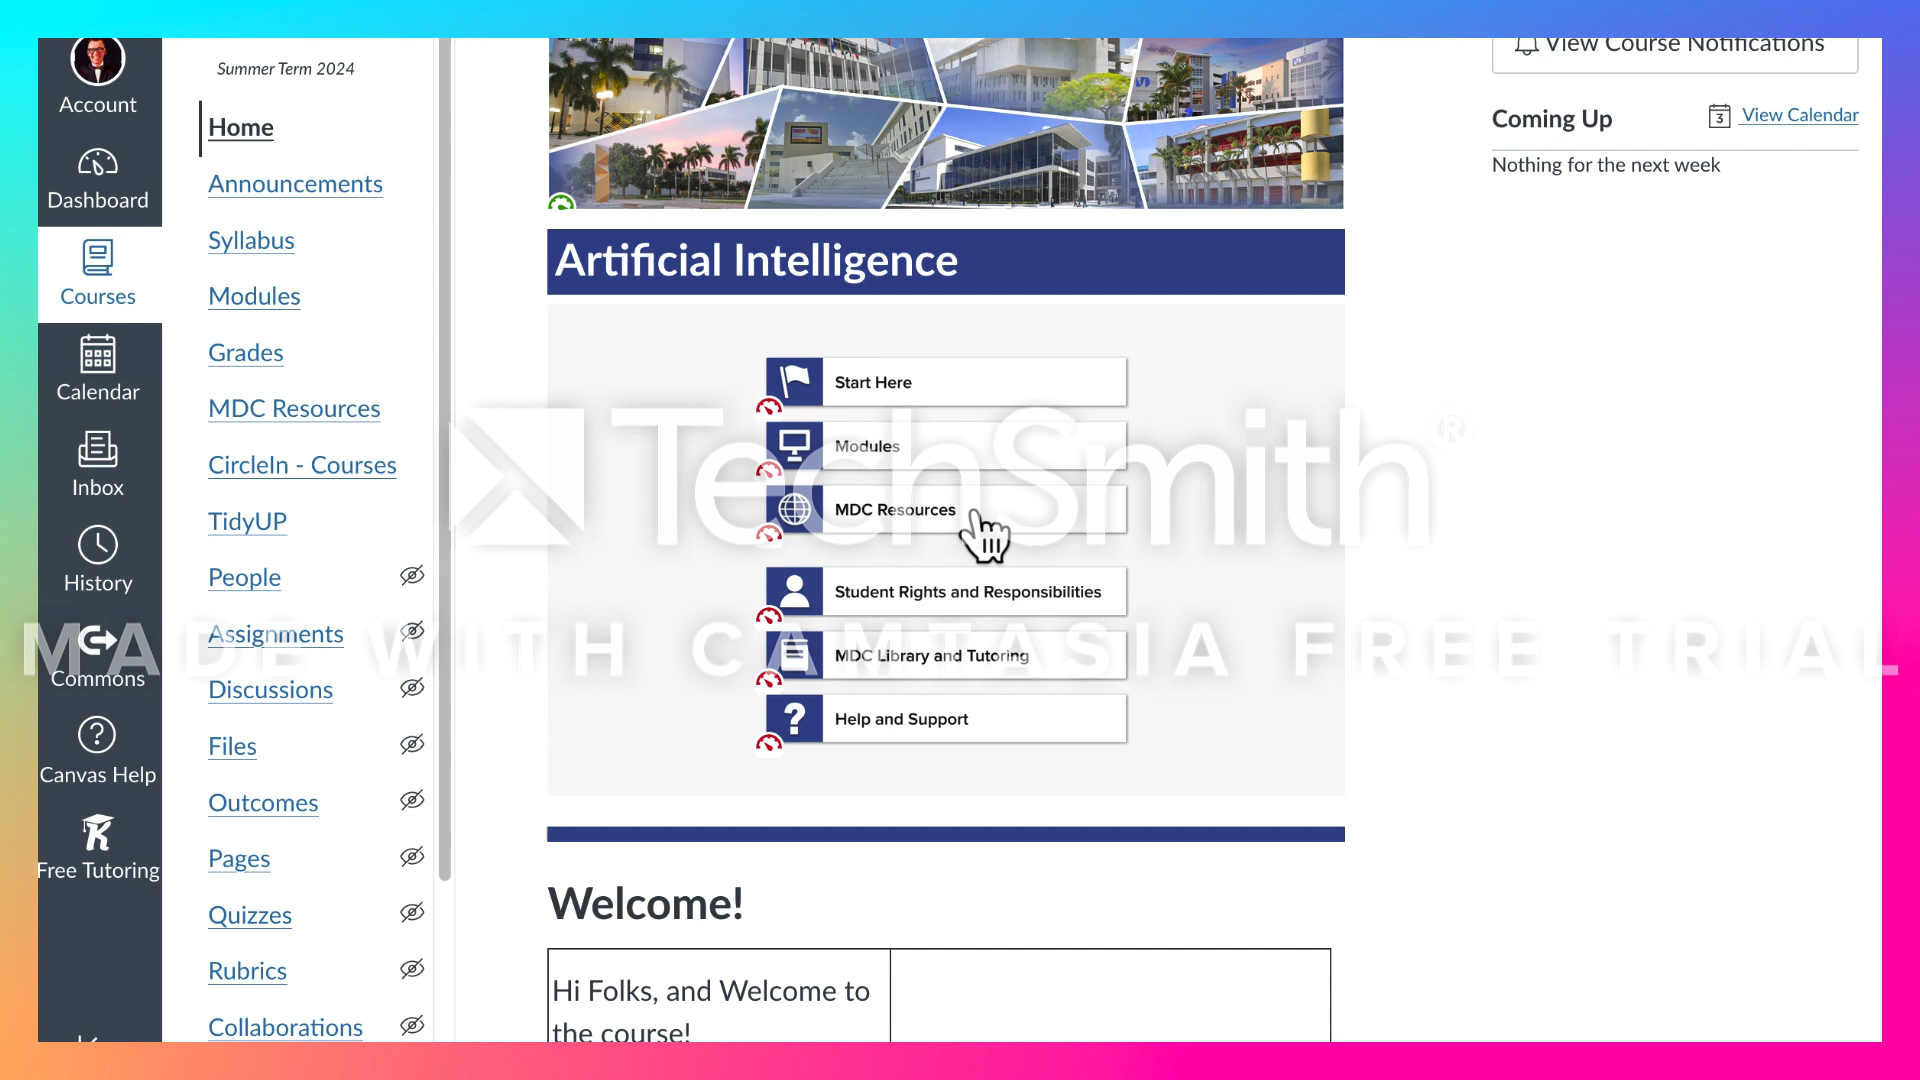 Account
Dashboard
Courses
Calendar
Inbox
History
Commons
Canvas Help
Free Tutoring
Summer Term 2024
Home
Announcements
Syllabus
Modules
Grades
MDC Resources
CircleIn - Courses
TidyUP
People
Assignments
Discussions
Files
Outcomes
Pages
Quizzes
Rubrics
Collaborations
Artificial Intelligence
Start Here
Modules
MDC Resources
Student Rights and Responsibilities
MDC Library and Tutoring
Help and Support
Welcome!
Hi Folks, and Welcome to
the course!
View Course Notifications
Coming Up
3 View Calendar
Nothing for the next week
TechSmith®
MADE WITH CAMTASIA FREE TRIAL